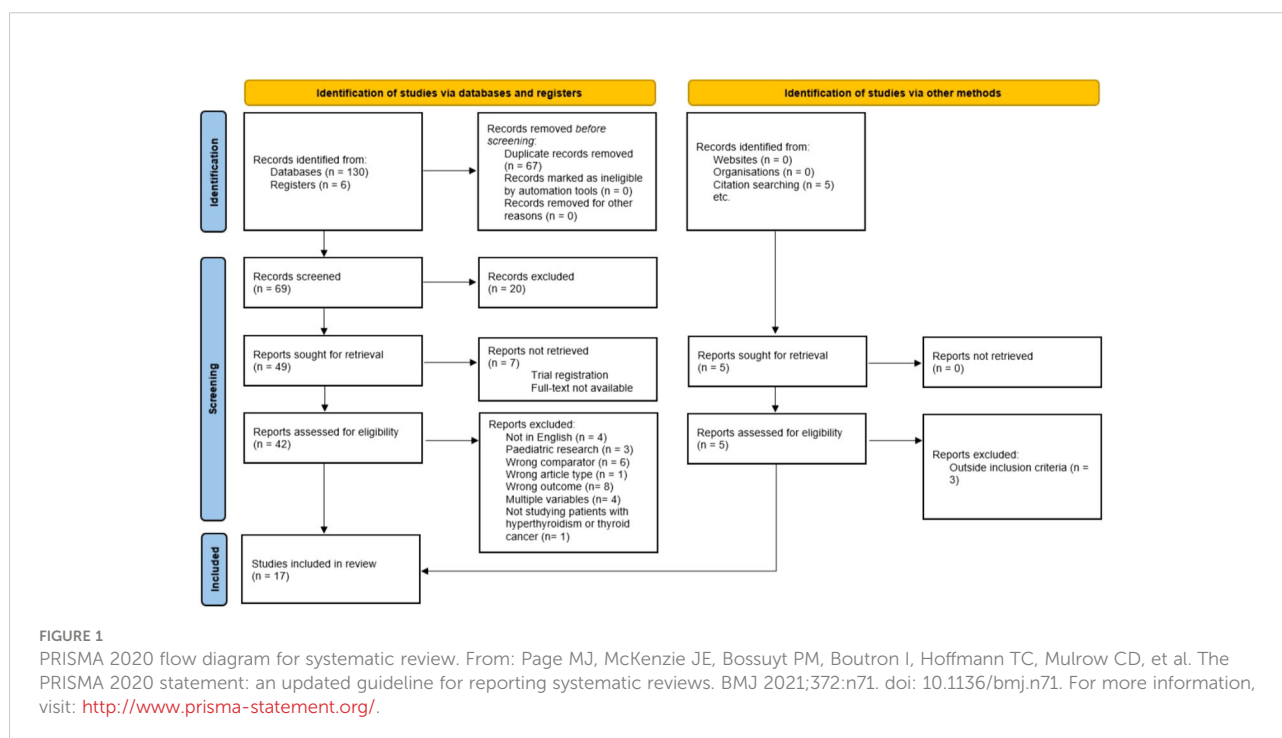 Identification of studies via databases and registers
Identification of studies via other methods
Identification
Records identified from:
Databases (n = 130)
Registers (n = 6)
Records removed before
screening:
Duplicate records removed
(n = 67)
Records marked as ineligible
by automation tools (n = 0)
Records removed for other
reasons (n = 0)
Records identified from:
Websites (n = 0)
Organisations (n = 0)
Citation searching (n = 5)
etc.
Screening
Records screened
(n = 69)
Records excluded
(n = 20)
Reports sought for retrieval
(n = 49)
Reports not retrieved
(n = 7)
Trial registration
Full-text not available
Reports sought for retrieval
(n = 5)
Reports not retrieved
(n = 0)
Reports assessed for eligibility
(n = 42)
Reports excluded:
Not in English (n = 4)
Paediatric research (n = 3)
Wrong comparator (n = 6)
Wrong article type (n = 1)
Wrong outcome (n= 8)
Multiple variables (n= 4)
Not studying patients with
hyperthyroidism or thyroid
cancer (n= 1)
Reports assessed for eligibility
(n = 5)
Reports excluded:
Outside inclusion criteria (n =
3)
Included
Studies included in review
(n = 17)
FIGURE 1
PRISMA 2020 flow diagram for systematic review. From: Page MJ, McKenzie JE, Bossuyt PM, Boutron I, Hoffmann TC, Mulrow CD, et al. The
PRISMA 2020 statement: an updated guideline for reporting systematic reviews. BMJ 2021;372:n71. doi: 10.1136/bmj.n71. For more information,
visit: http://www.prisma-statement.org/.